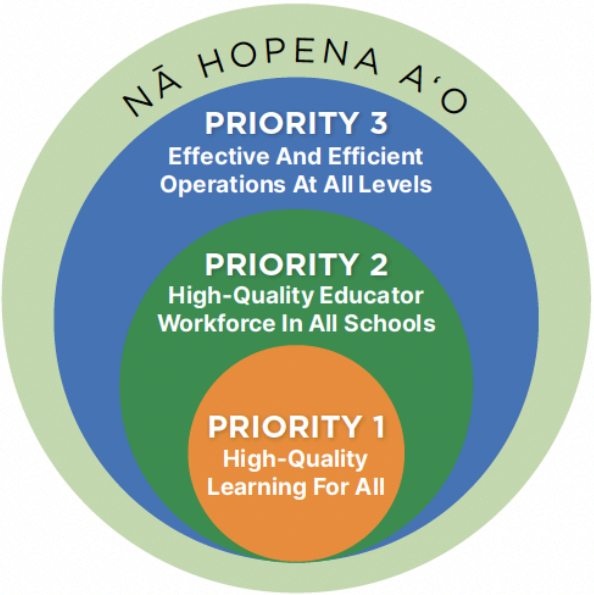 NĀ HOPENA AʻO
PRIORITY 3
Effective And Efficient
Operations At All Levels
PRIORITY 2
High-Quality Educator
Workforce In All Schools
PRIORITY 1
High-Quality
Learning For All